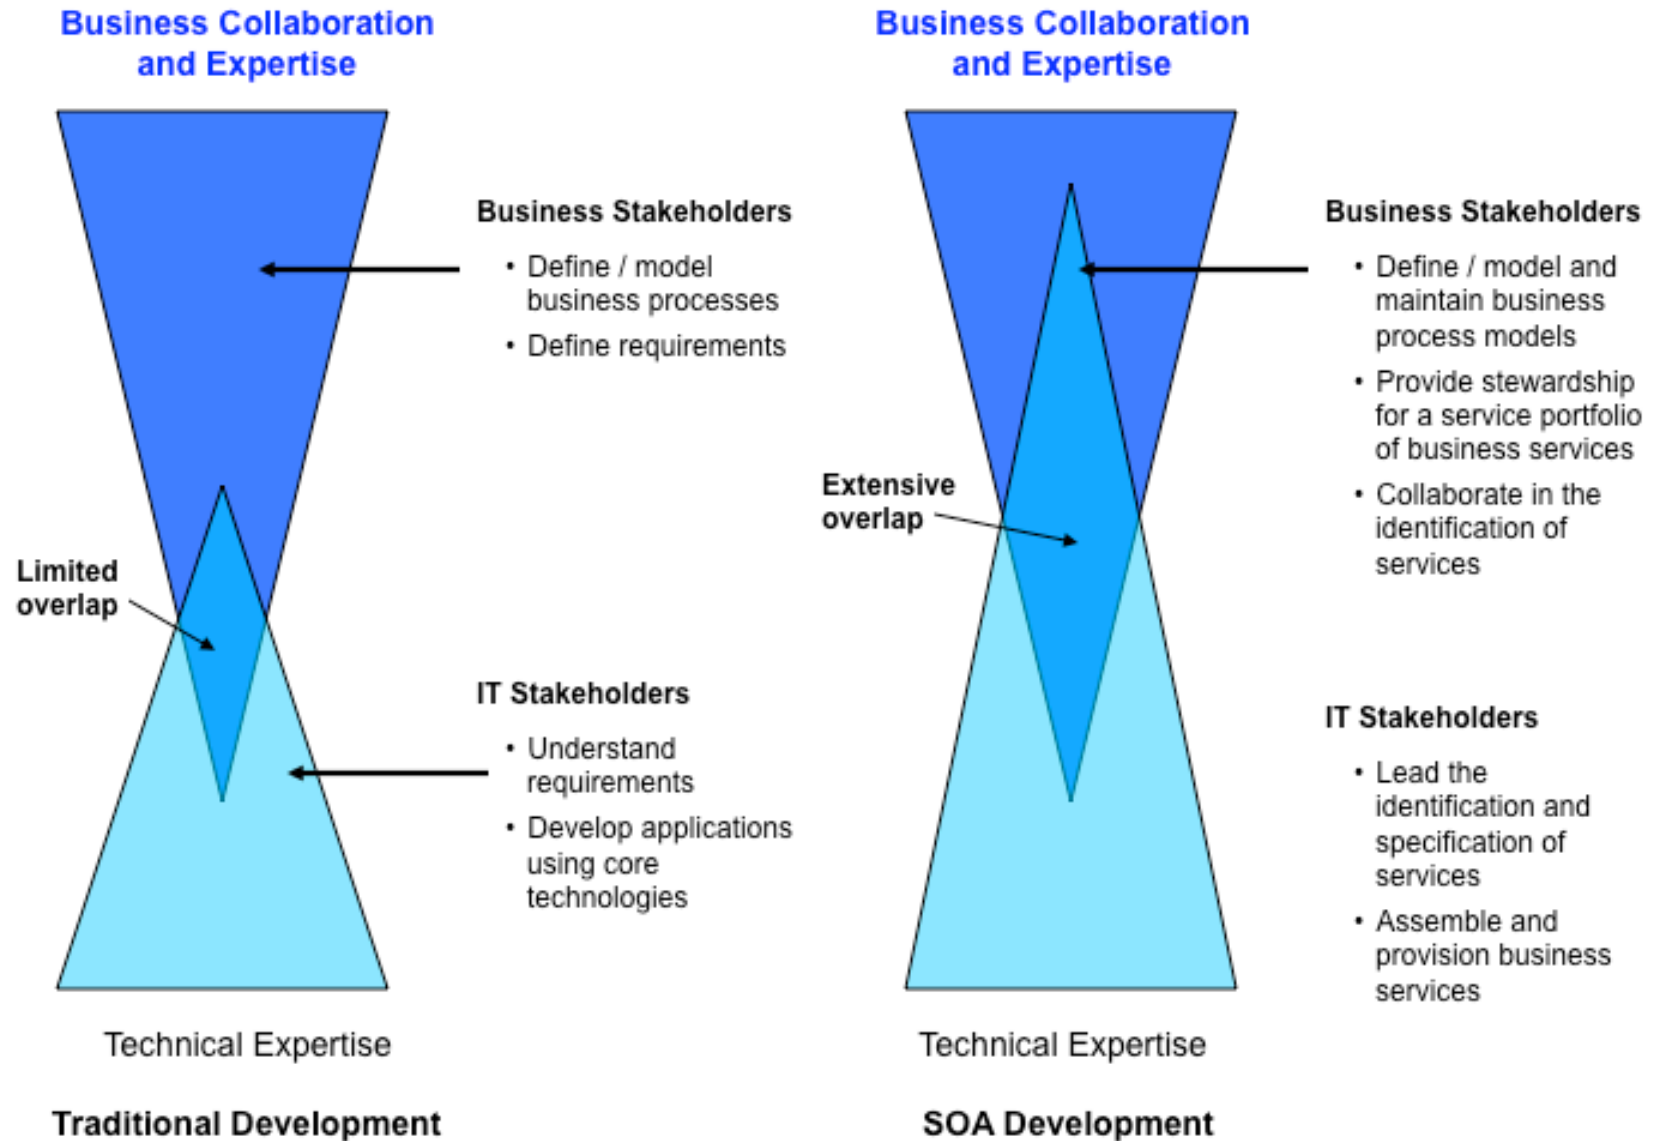 Business Collaboration
and Expertise
Business Stakeholders
• Define / model
business processes
• Define requirements
Limited
overlap
IT Stakeholders
• Understand
requirements
• Develop applications
using core
technologies
Technical Expertise
Traditional Development
Business Collaboration
and Expertise
Business Stakeholders
• Define / model and
maintain business
process models
• Provide stewardship
for a service portfolio
of business services
• Collaborate in the
identification of
services
Extensive
overlap
IT Stakeholders
• Lead the
identification and
specification of
services
• Assemble and
provision business
services
Technical Expertise
SOA Development